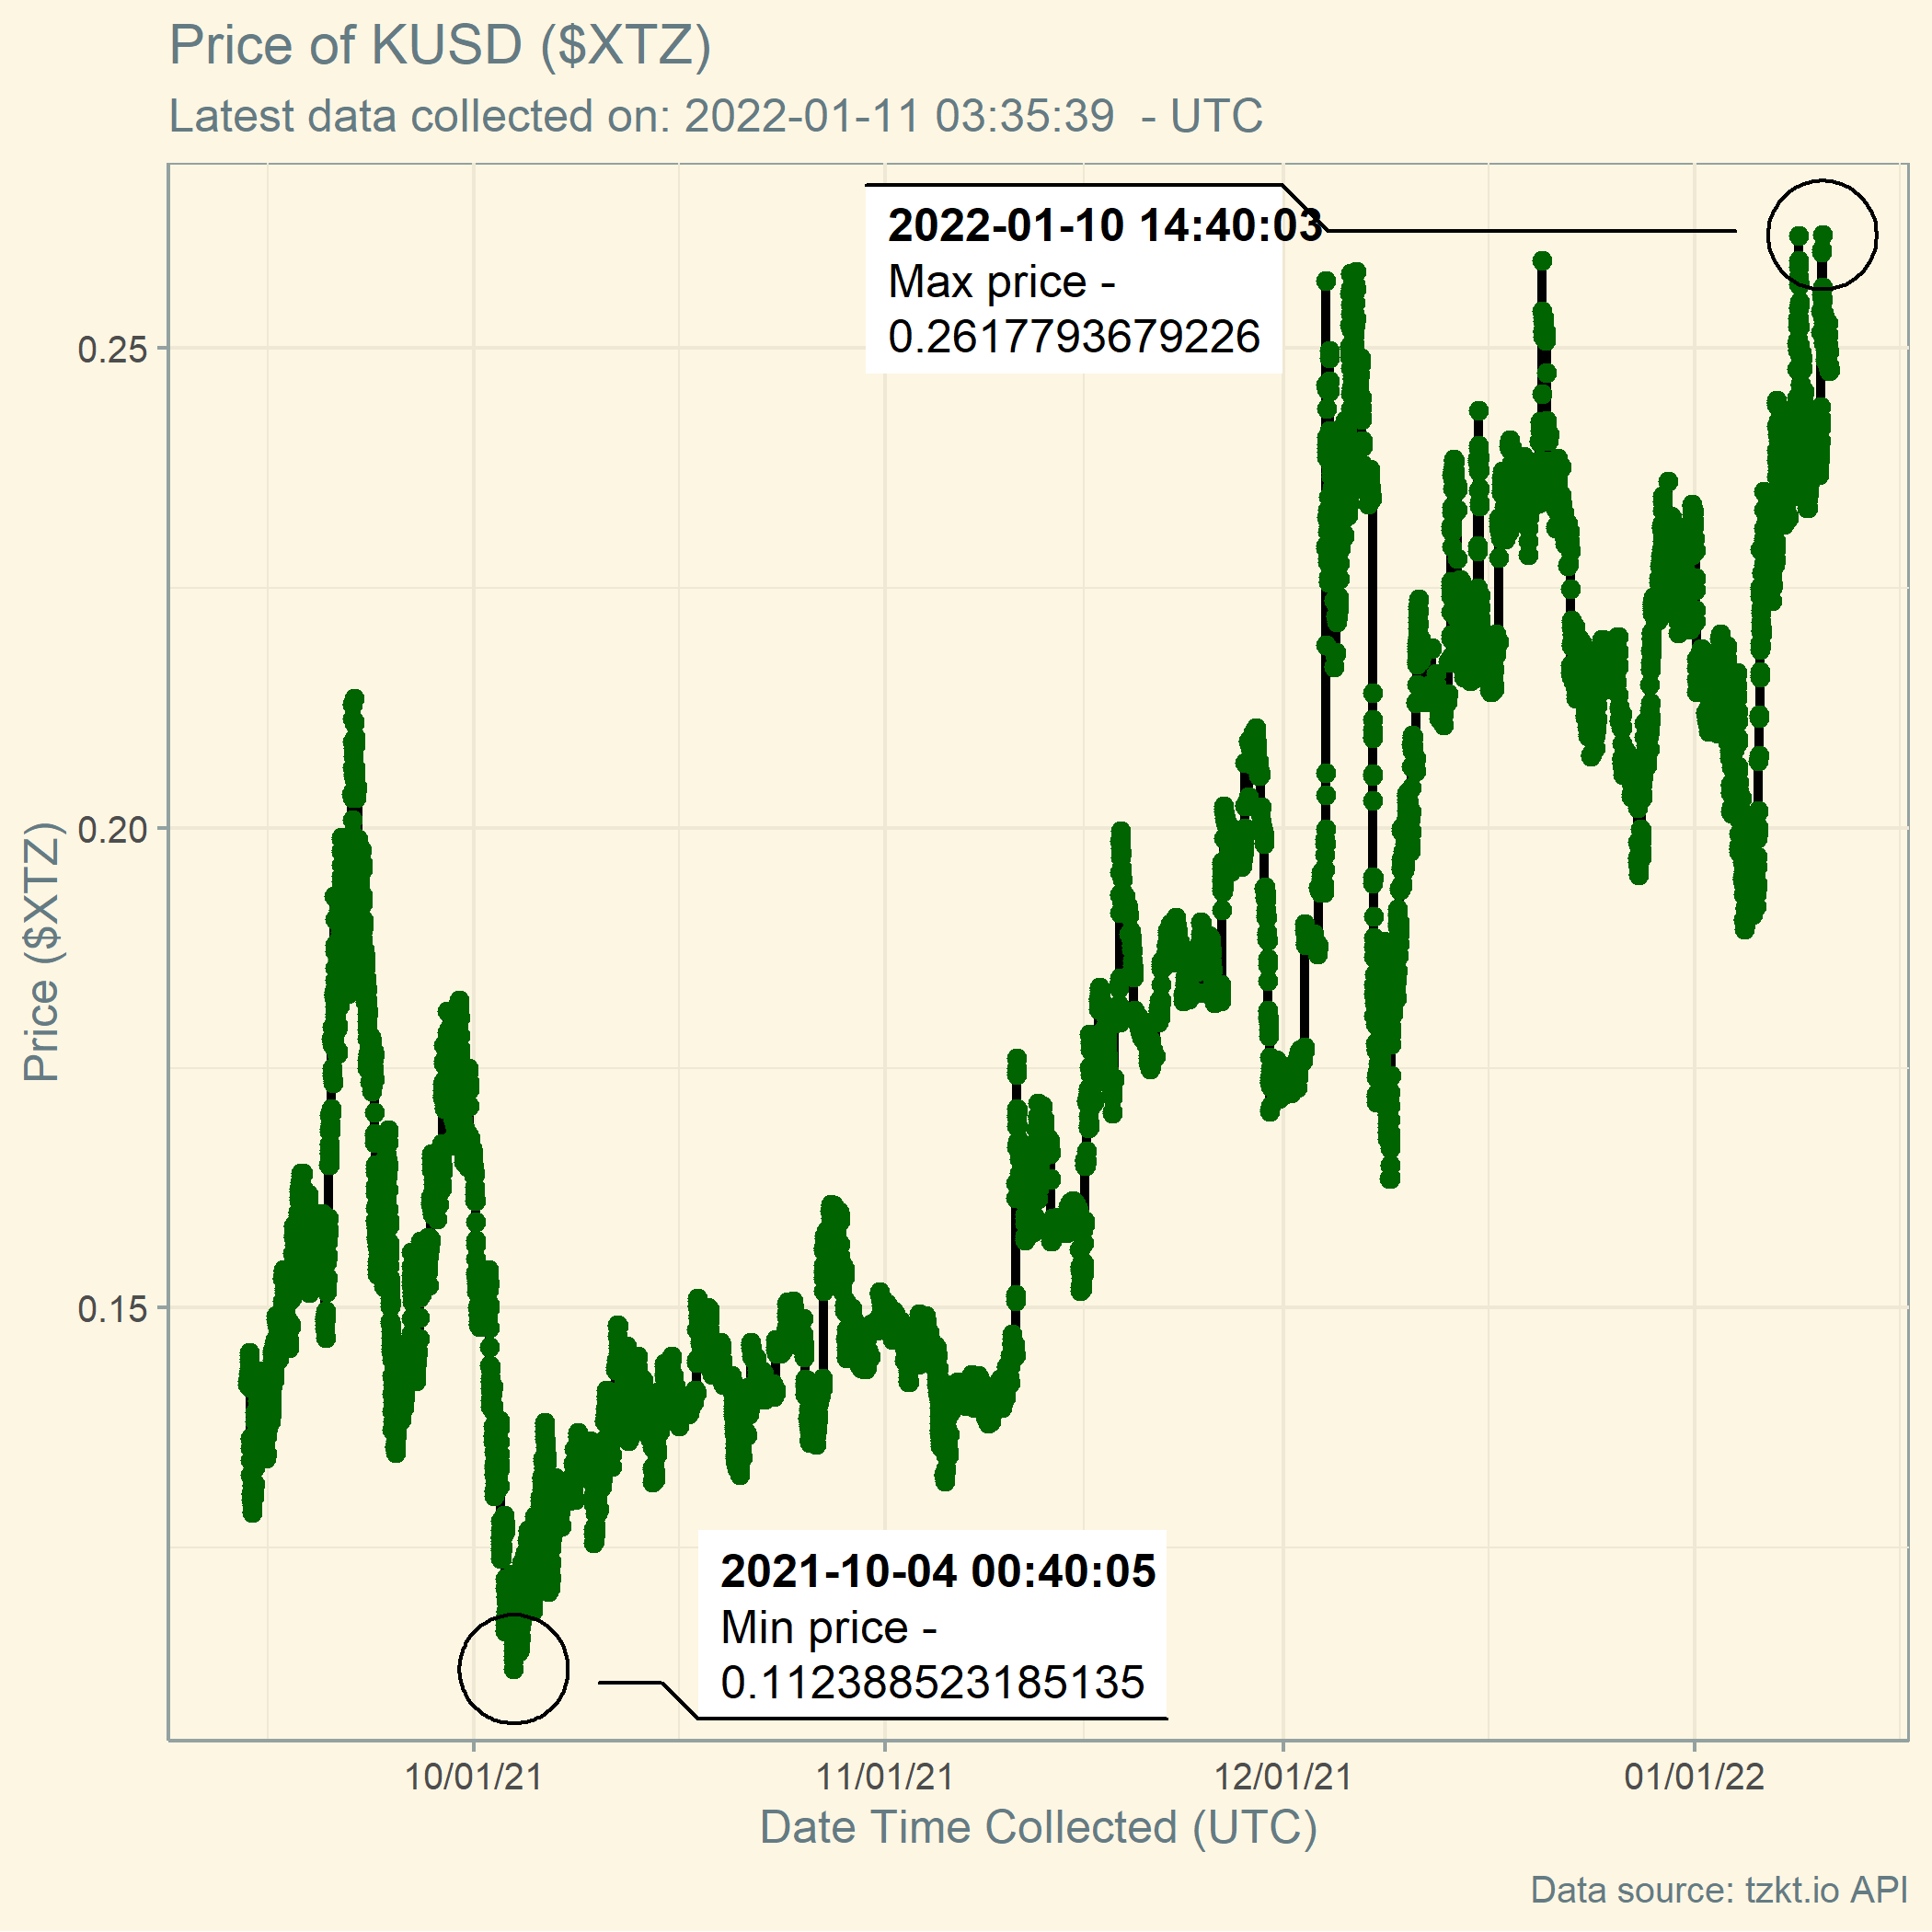 Price of KUSD ($XTZ)
Latest data collected on: 2022-01-11 03:35:39  - UTC
2022-01-10 14:40:03
Max price -
0.2617793679226
0.25
0.20
0.15
Price ($XTZ)
2021-10-04 00:40:05
Min price -
0.112388523185135
10/01/21
11/01/21
12/01/21
01/01/22
Date Time Collected (UTC)
Data source: tzkt.io API